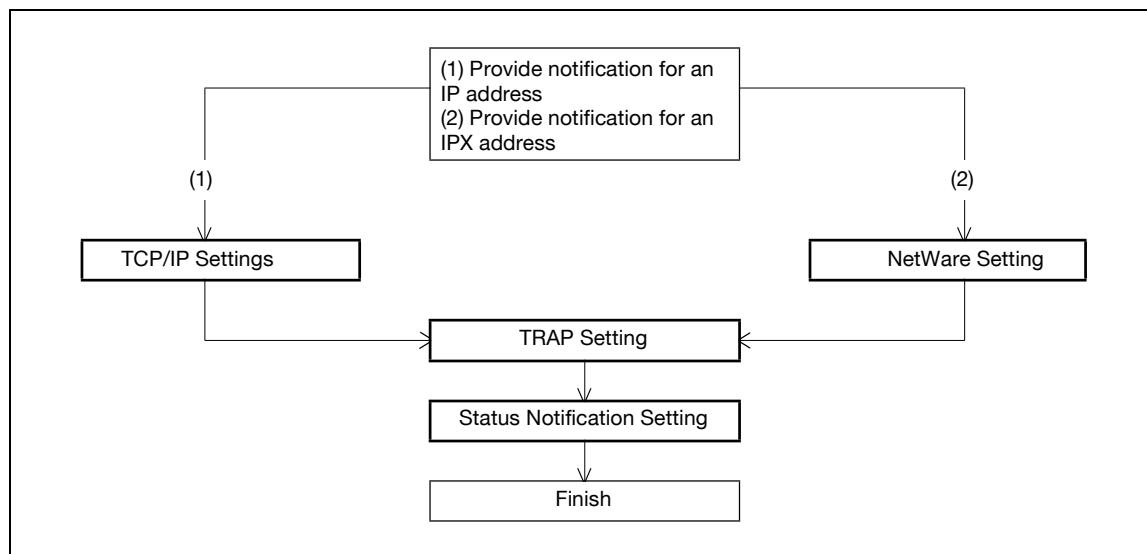 (1) Provide notification for an
IP address
(2) Provide notification for an
IPX address
(1)
(2)
TCP/IP Settings
NetWare Setting
TRAP Setting
Status Notification Setting
Finish